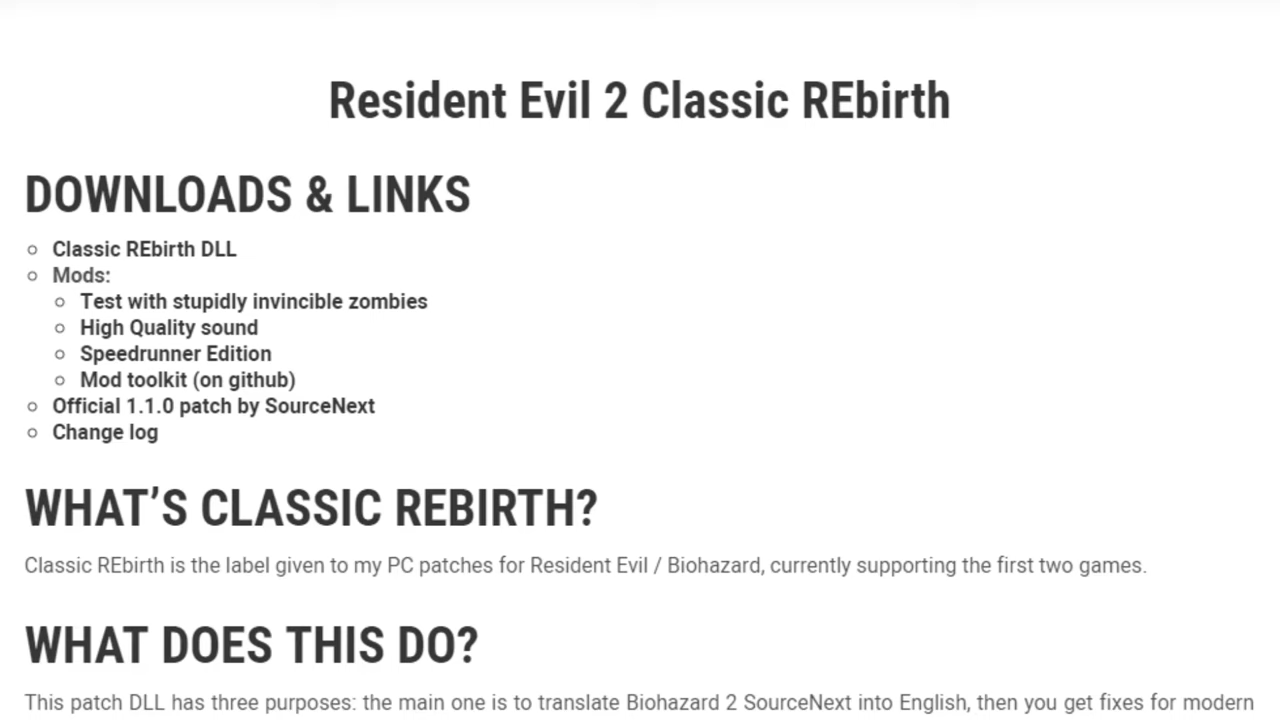 Resident Evil 2 Classic REbirth
DOWNLOADS & LINKS
Classic REbirth DLL
Mods:
Test with stupidly invincible zombies
High Quality sound
Speedrunner Edition
Mod toolkit (on github)
Official 1.1.0 patch by SourceNext
Change log
WHAT’S CLASSIC REBIRTH?
Classic REbirth is the label given to my PC patches for Resident Evil / Biohazard, currently supporting the first two games.
WHAT DOES THIS DO?
This patch DLL has three purposes: the main one is to translate Biohazard 2 SourceNext into English, then you get fixes for modern